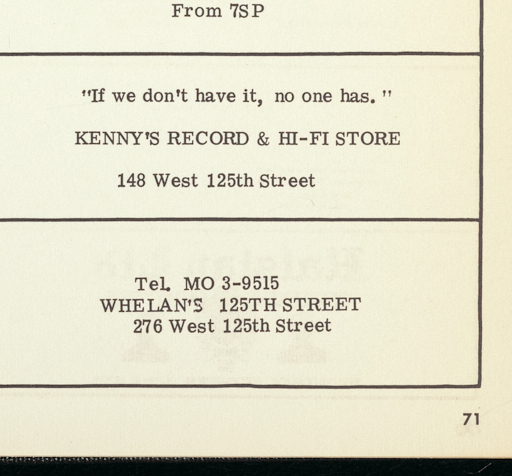 From 7SP
"If we don't have it, no one has. "
KENNY'S RECORD & HI-FI STORE
148 West 125th Street
Tel. MO 3-9515
WHELAN'S 125TH STREET
276 West 125th Street
71